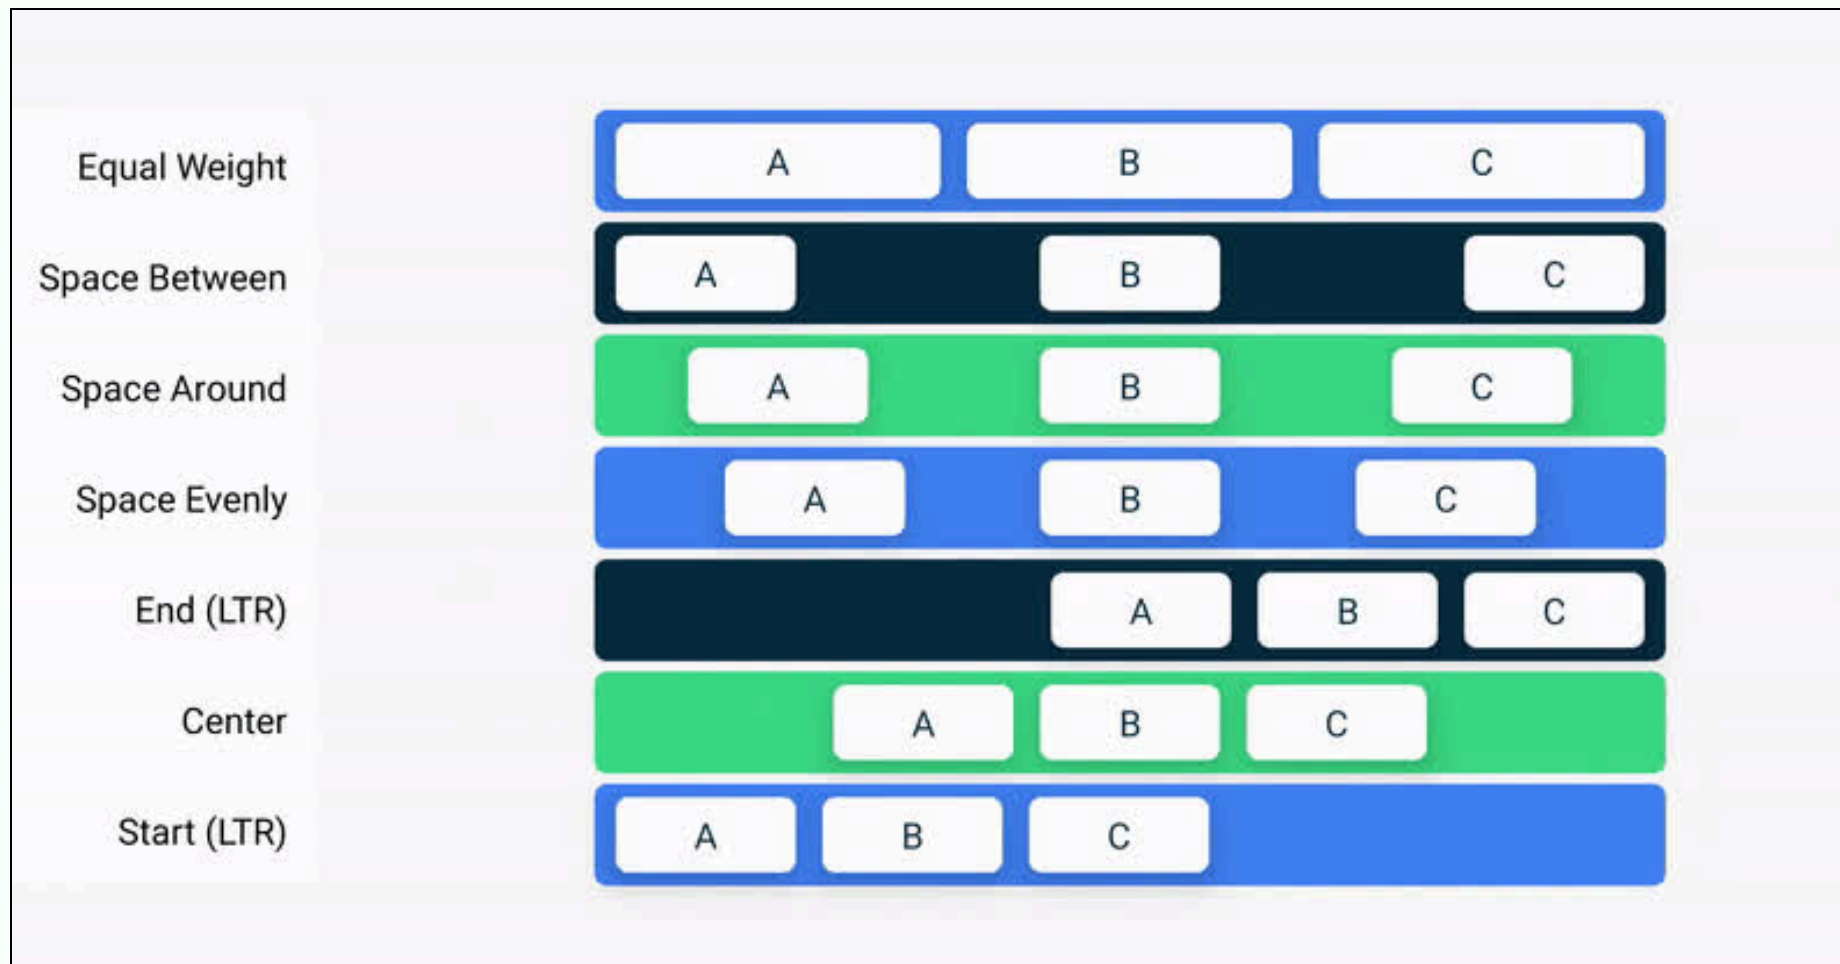 Equal Weight A B C
Space Between A B C
Space Around A B C
Space Evenly A B C
End (LTR) A B C
Center A B C
Start (LTR) A B C